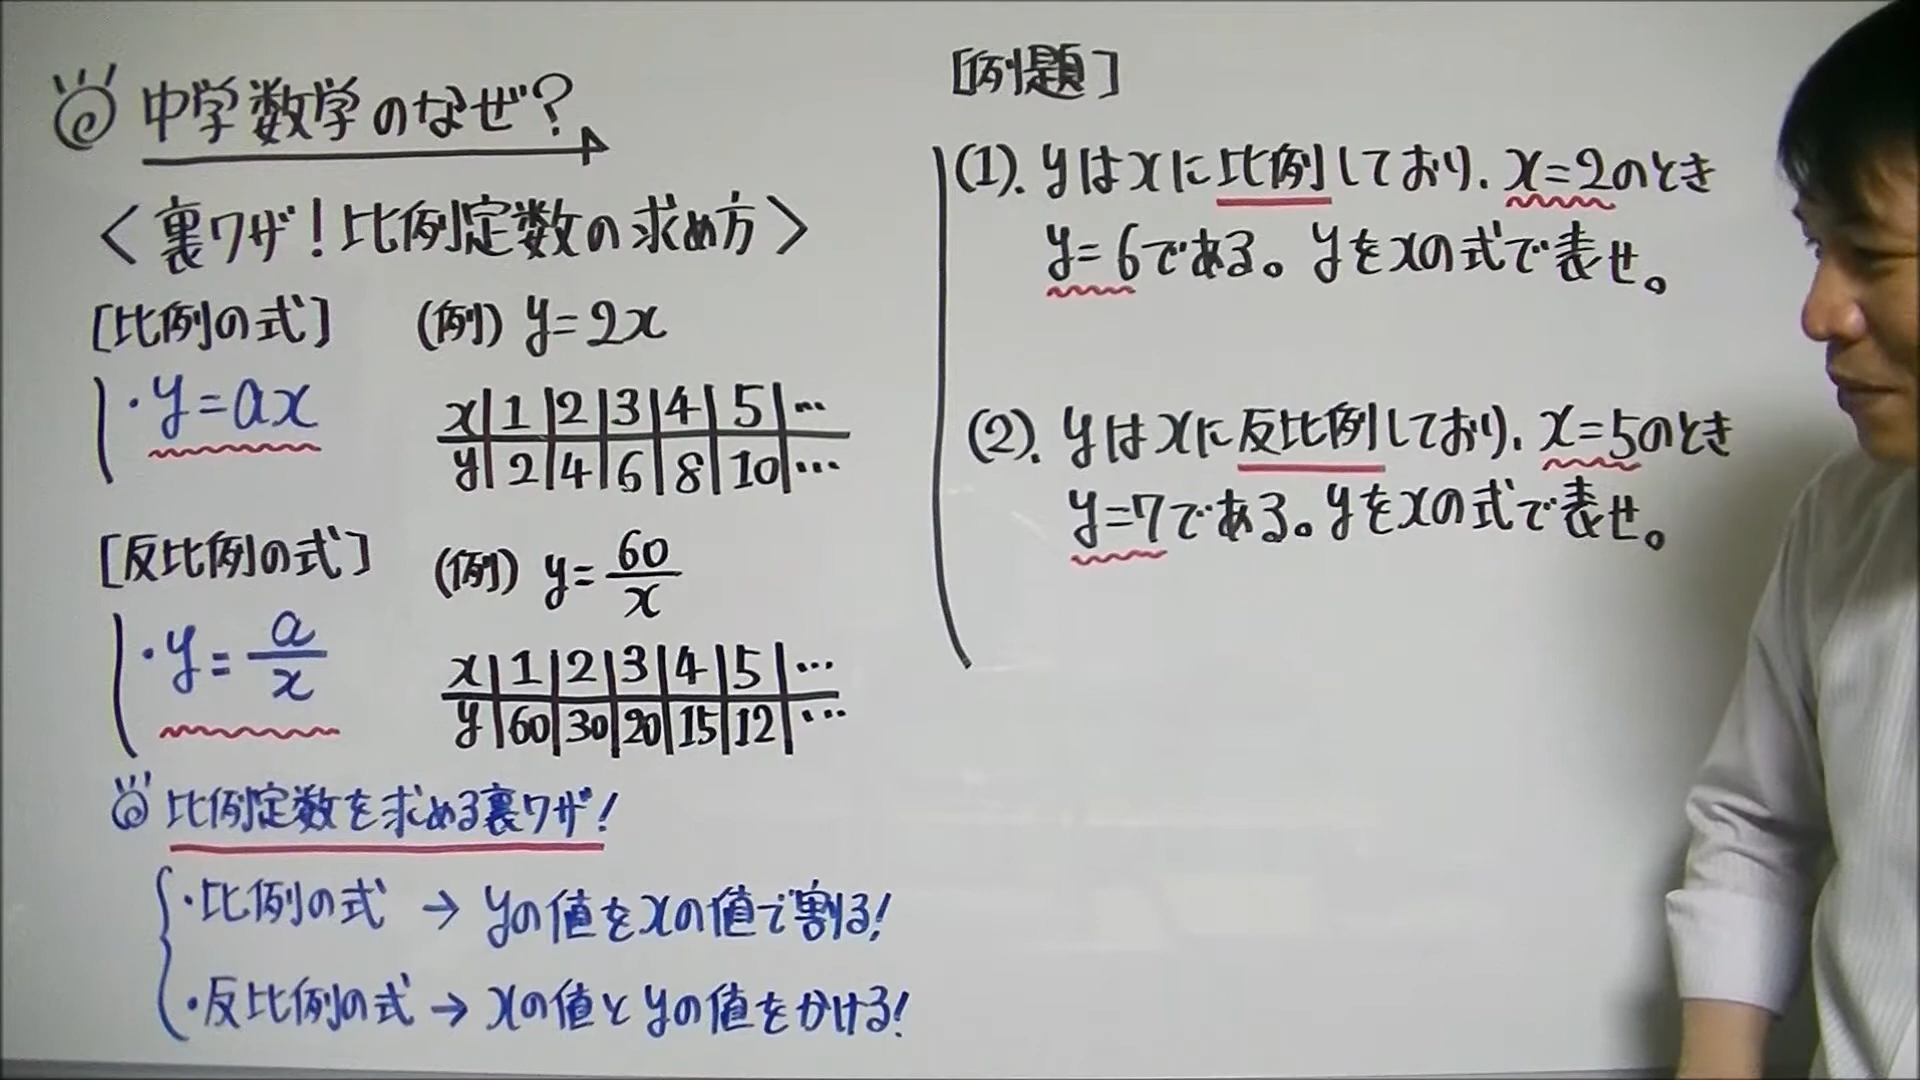 中学数学のなぜ?
<裏ワザ!比例定数の求め方>
[比例の式] (例) y=2x
・y=ax
x 1 2 3 4 5 …
y 2 4 6 8 10 …
[反比例の式] (例) y=60/x
・y=a/x
x 1 2 3 4 5 …
y 60 30 20 15 12 …
比例定数を求める裏ワザ!
・比例の式 → yの値をxの値で割る!
・反比例の式 → xの値とyの値をかける!
[例題]
(1). yはxに比例しており、x=2のとき
y=6である。yをxの式で表せ。
(2). yはxに反比例しており、x=5のとき
y=7である。yをxの式で表せ。